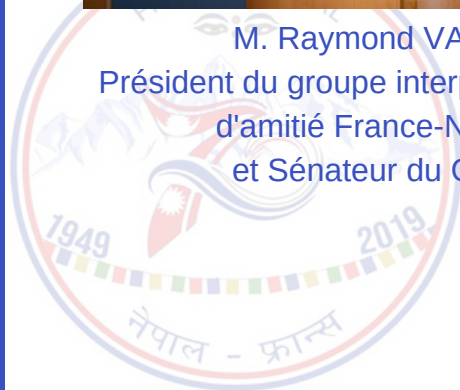 M. Raymond VA
Président du groupe interp
d'amitié France-N
et Sénateur du
1949
2019
नेपाल - फ्रान्स